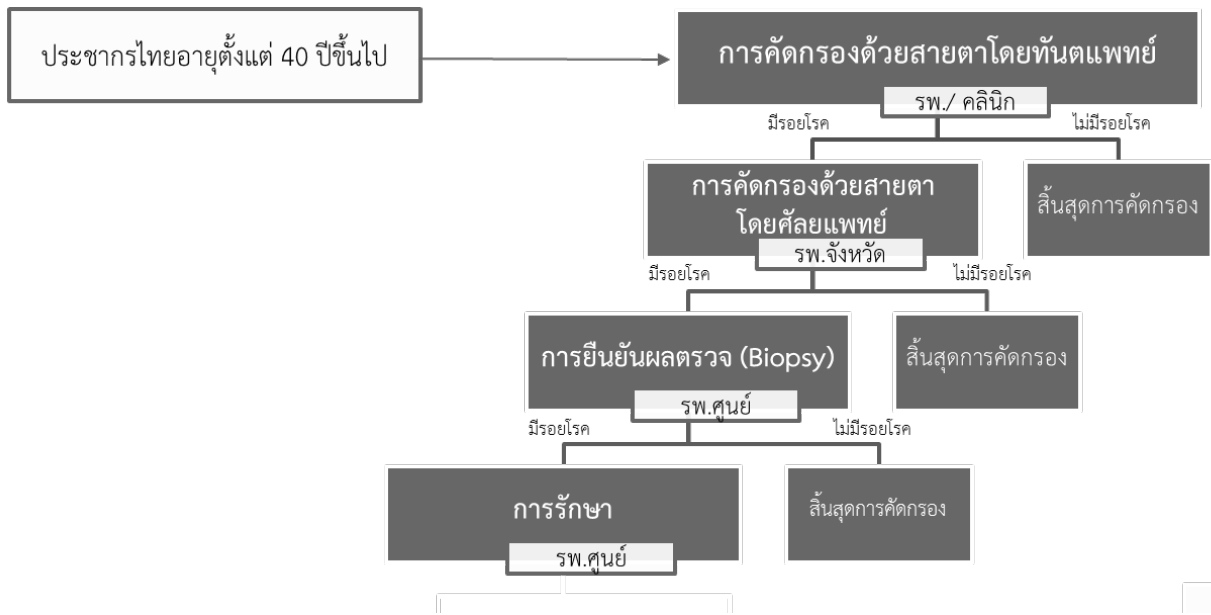 ประชากรไทยอายุตั้งแต่ 40 ปีขึ้นไป
การคัดกรองด้วยสายตาโดยทันตแพทย์
รพ./ คลินิก
มีรอยโรค
ไม่มีรอยโรค
การคัดกรองด้วยสายตา
โดยศัลยแพทย์
รพ.จังหวัด
สิ้นสุดการคัดกรอง
มีรอยโรค
ไม่มีรอยโรค
การยืนยันผลตรวจ (Biopsy)
รพ.ศูนย์
สิ้นสุดการคัดกรอง
มีรอยโรค
ไม่มีรอยโรค
การรักษา
รพ.ศูนย์
สิ้นสุดการคัดกรอง